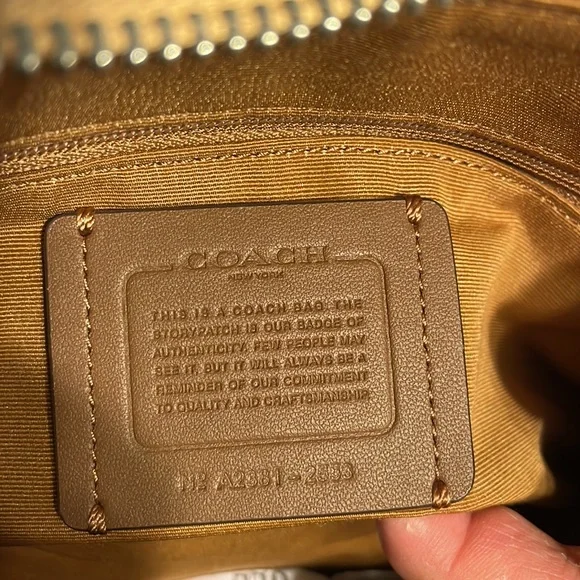 COACH
NEW YORK
THIS IS A COACH BAG. THE
STORYPATCH IS OUR BADGE OF
AUTHENTICITY. FEW PEOPLE MAY
SEE IT. BUT IT WILL ALWAYS BE A
REMINDER OF OUR COMMITMENT
TO QUALITY AND CRAFTSMANSHIP.